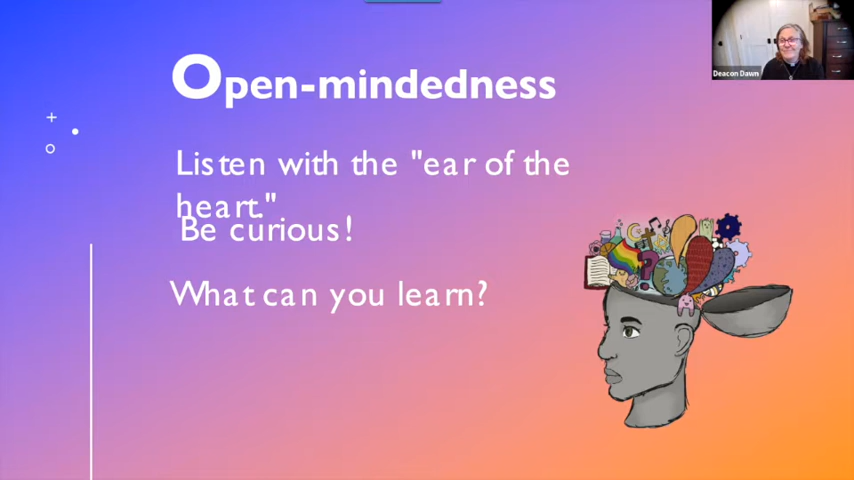 Open-mindedness
Listen with the "ear of the
heart."
Be curious!
What can you learn?
Deacon Dawn